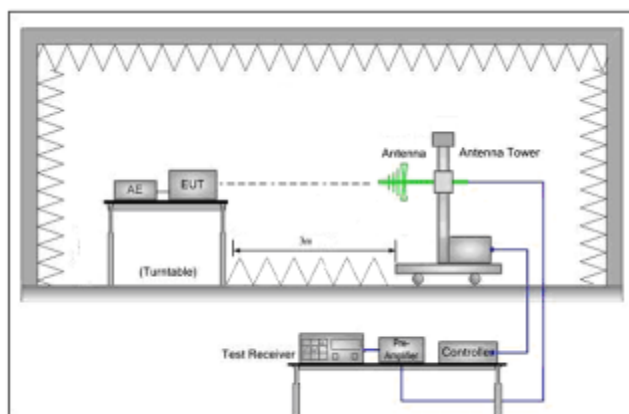 Antenna
Antenna Tower
AE
EUT
3m
(Turntable)
Test Receiver
Pre-
Amplifier
Controller